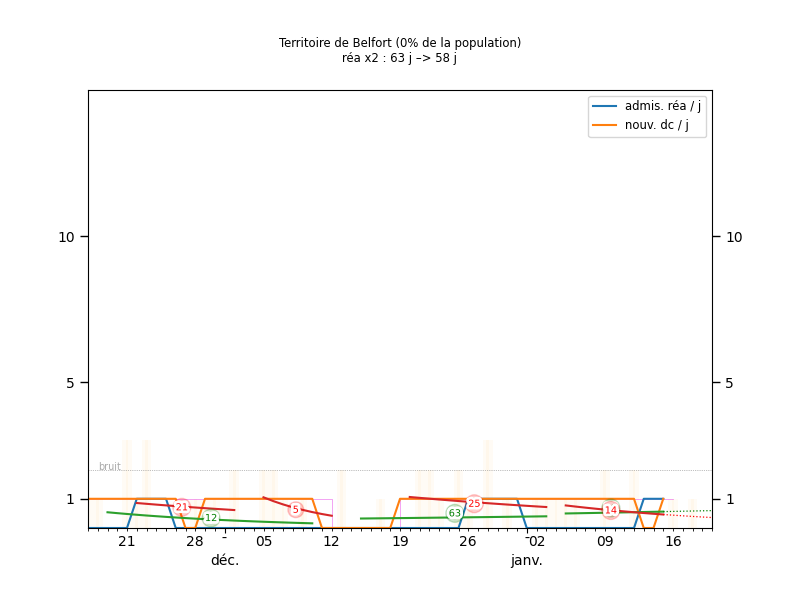 Territoire de Belfort (0% de la population)
réa x2 : 63 j –> 58 j
admis. réa / j
nouv. dc / j
10 10
5 5
bruit
1 1
21 12 5 63 25 14
21 28 05 12 19 26 02 09 16
déc. janv.